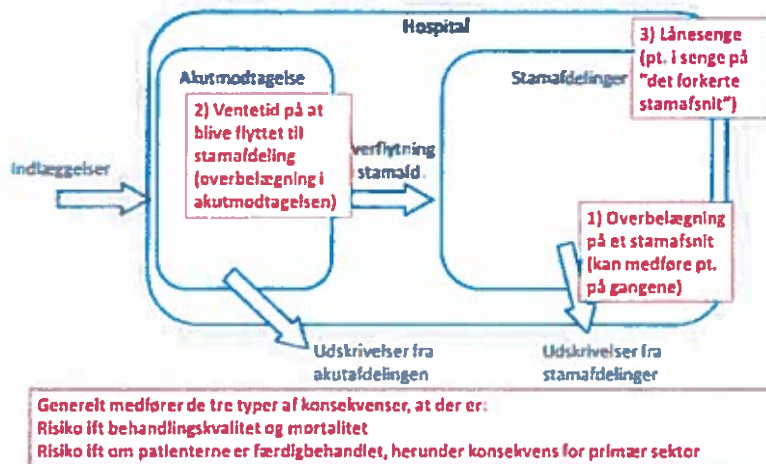 Hospital
3) Lånesenge
(pt. i senge på
"det forkerte
stamafsnit")
Akutmodtagelse
Stamafdelinger
2) Ventetid på at
blive flyttet til
stamafdeling
(overbelægning i
akutmodtagelsen)
Indlæggelser
verflytning
stamafd.
1) Overbelægning
på et stamafsnit
(kan medføre pt.
på gangene)
Udskrivelser fra
akutafdelingen
Udskrivelser fra
stamafdelinger
Generelt medfører de tre typer af konsekvenser, at der er:
Risiko ift behandlingskvalitet og mortalitet
Risiko ift om patienterne er færdigbehandlet, herunder konsekvens for primær sektor